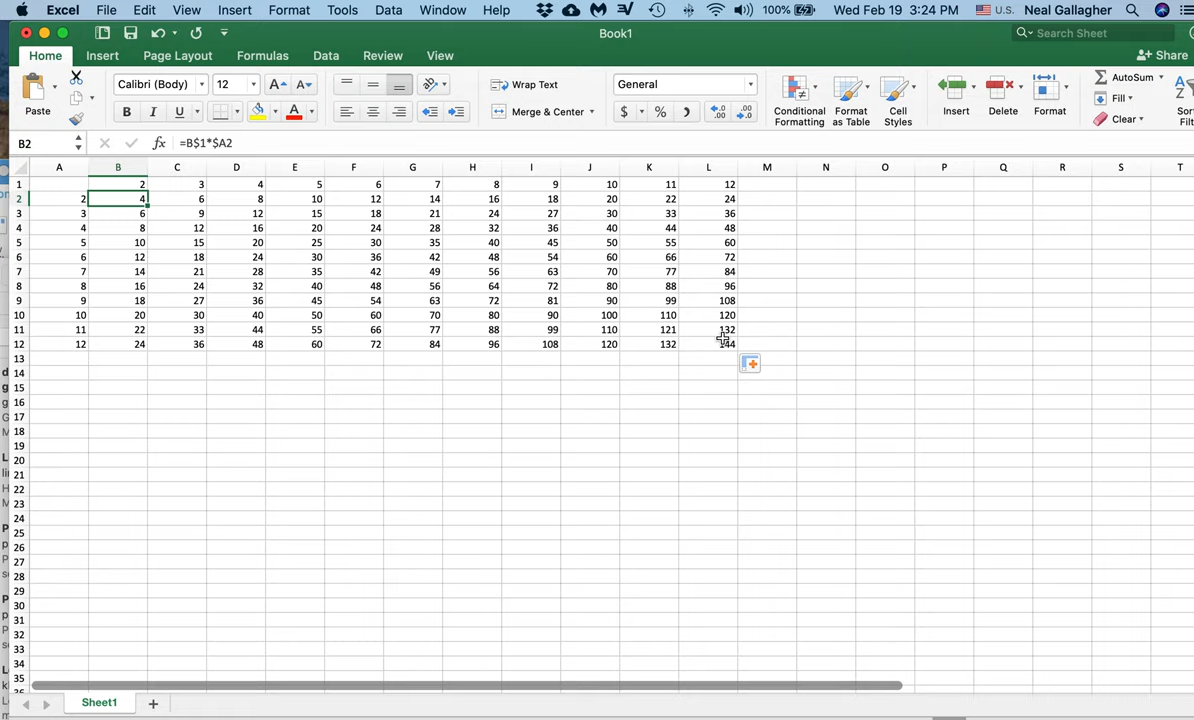 Excel File Edit View Insert Format Tools Data Window Help 100% Wed Feb 19 3:24 PM U.S. Neal Gallagher
Book1
Search Sheet
Home Insert Page Layout Formulas Data Review View Share
Calibri (Body) 12 A A Wrap Text General AutoSum
Fill
Paste B I U A Merge & Center $ % Conditional Formatting Format as Table Cell Styles Insert Delete Format Clear Sort
B2 fx =B$1*$A2
A B C D E F G H I J K L M N O P Q R S T
1 2 3 4 5 6 7 8 9 10 11 12
2 2 4 6 8 10 12 14 16 18 20 22 24
3 3 6 9 12 15 18 21 24 27 30 33 36
4 4 8 12 16 20 24 28 32 36 40 44 48
5 5 10 15 20 25 30 35 40 45 50 55 60
6 6 12 18 24 30 36 42 48 54 60 66 72
7 7 14 21 28 35 42 49 56 63 70 77 84
8 8 16 24 32 40 48 56 64 72 80 88 96
9 9 18 27 36 45 54 63 72 81 90 99 108
10 10 20 30 40 50 60 70 80 90 100 110 120
11 11 22 33 44 55 66 77 88 99 110 121 132
12 12 24 36 48 60 72 84 96 108 120 132 144
13
14
15
16
17
18
19
20
21
22
23
24
25
26
27
28
29
30
31
32
33
34
35
Sheet1 +